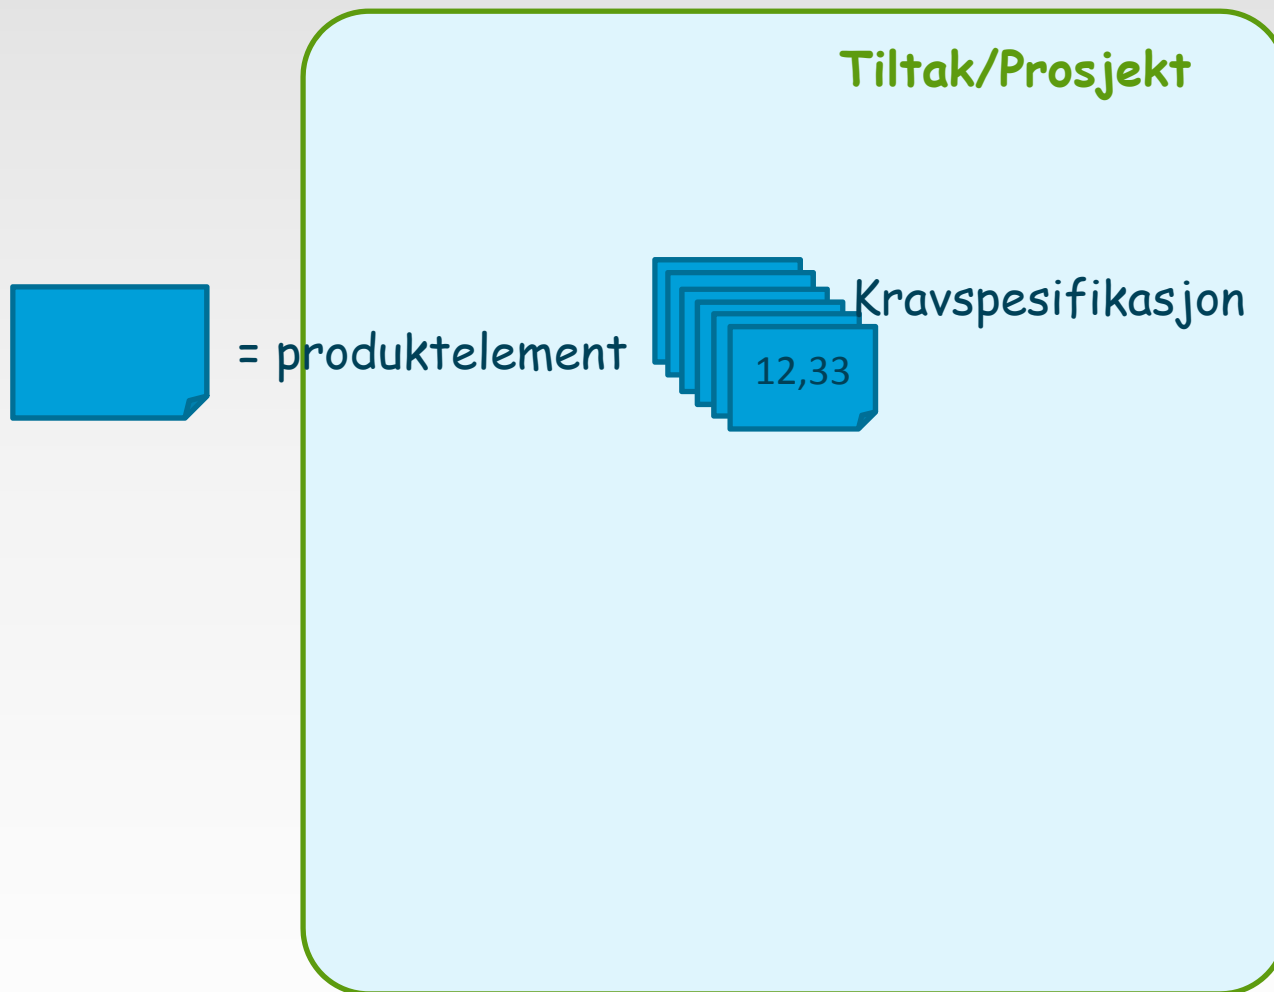 Tiltak/Prosjekt
Kravspesifikasjon
= produktelement
12,33